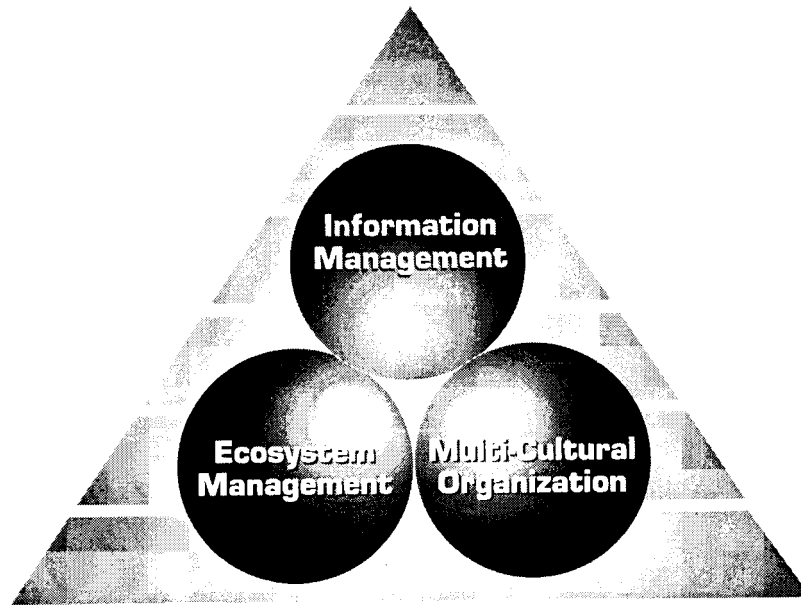 Information
Management
Ecosystem
Management
Multi-Cultural
Organization